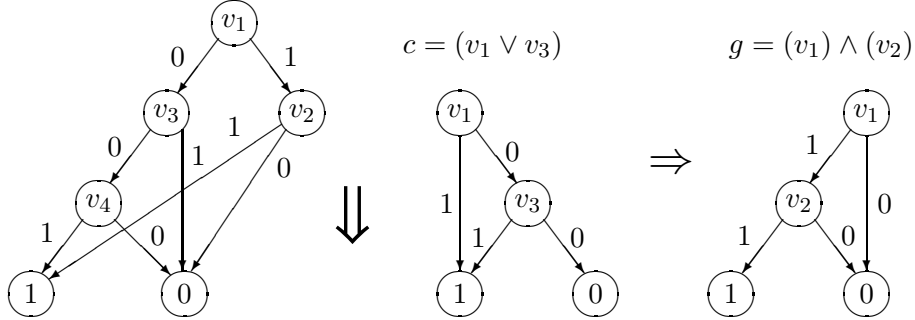 v₁ c = (v₁ ∨ v₃) g = (v₁) ∧ (v₂)
0 1
v₃ v₂ v₁ v₁
1
0 1 0 0 ⇒ 1
v₄ ⇓ 1 v₃ v₂ 0
1 0 1 0 1 0
1 0 1 0 1 0